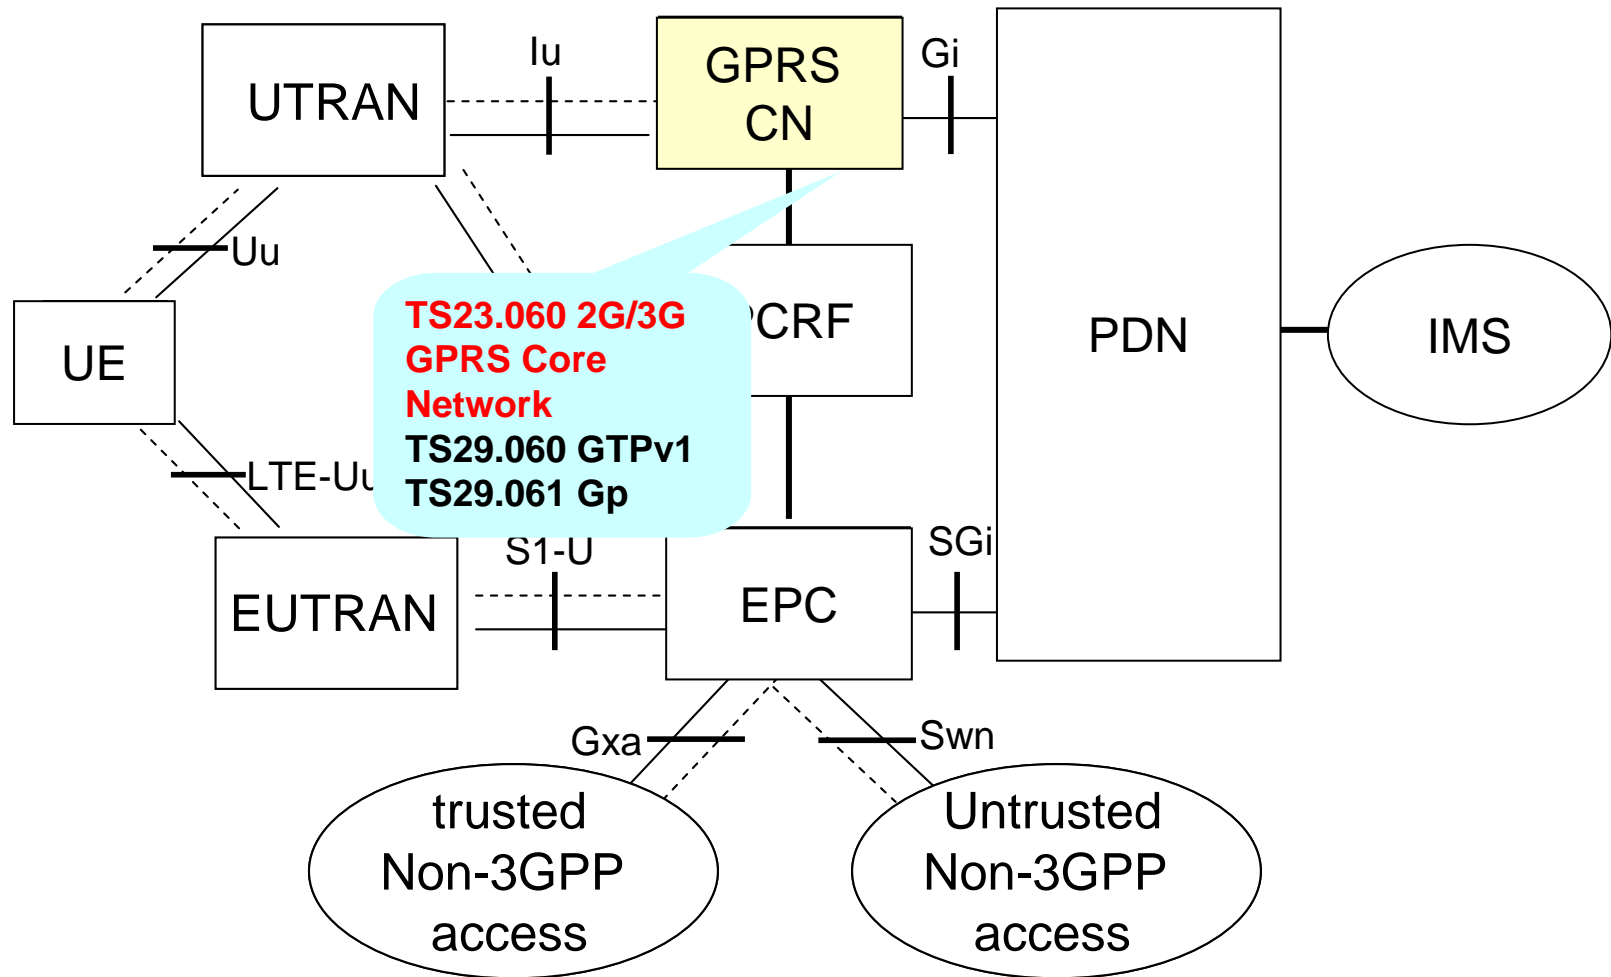 Iu
GPRS
CN
Gi
UTRAN
Uu
TS23.060 2G/3G
GPRS Core
Network
TS29.060 GTPv1
TS29.061 Gp
PCRF
PDN
IMS
UE
LTE-Uu
S1-U
SGi
EUTRAN
EPC
Gxa
Swn
trusted
Non-3GPP
access
Untrusted
Non-3GPP
access